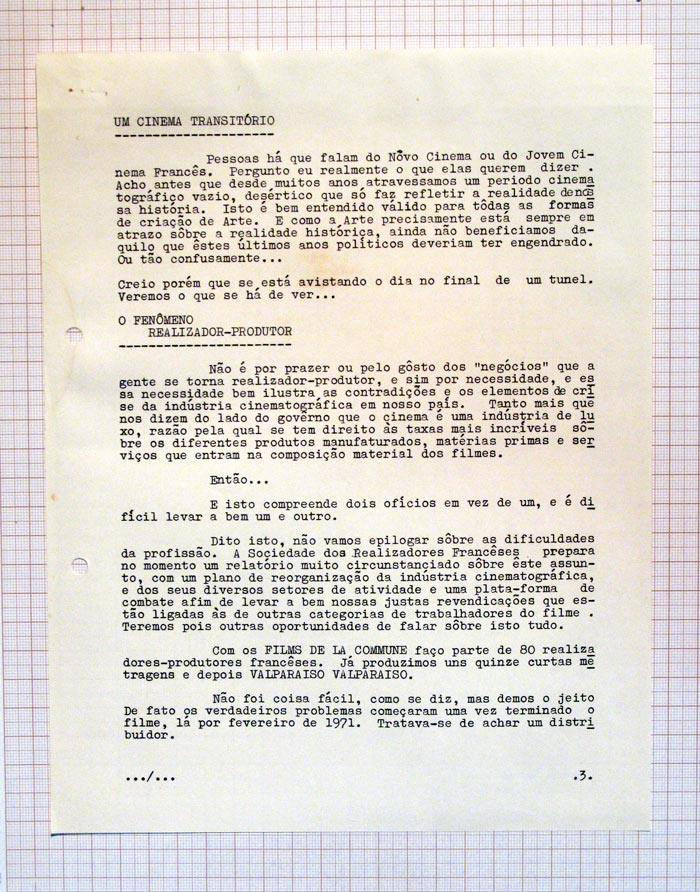 UM CINEMA TRANSITÓRIO
Pessoas há que falam do Nôvo Cinema ou do Jovem Ci-
nema Francês. Pergunto eu realmente o que elas querem dizer .
Acho antes que desde muitos anos atravessamos um periodo cinema
tográfico vazio, desértico que só faz refletir a realidade denos
sa história. Isto é bem entendido válido para tôdas as formas
de criação de Arte. E como a Arte precisamente está sempre em
atrazo sôbre a realidade histórica, ainda não beneficiamos da-
quilo que êstes últimos anos politicos deveriam ter engendrado.
Ou tão confusamente...
Creio porém que se está avistando o dia no final de um tunel.
Veremos o que se há de ver...
O FENÔMENO
REALIZADOR-PRODUTOR
Não é por prazer ou pelo gôsto dos "negócios" que a
gente se torna realizador-produtor, e sim por necessidade, e es
sa necessidade bem ilustra as contradições e os elementos de cri
se da indústria cinematográfica em nosso país. Tanto mais que
nos dizem do lado do govêrno que o cinema é uma indústria de lu
xo, razão pela qual se tem direito às taxas mais incríveis sô-
bre os diferentes produtos manufaturados, matérias primas e ser
viços que entram na composição material dos filmes.
Então...
E isto compreende dois ofícios em vez de um, e é di
fícil levar a bem um e outro.
Dito isto, não vamos epilogar sôbre as dificuldades
da profissão. A Sociedade dos Realizadores Francêses prepara
no momento um relatório muito circunstanciado sôbre êste assun-
to, com um plano de reorganização da indústria cinematográfica,
e dos seus diversos setores de atividade e uma plata-forma de
combate afim de levar a bem nossas justas revendicações que es-
tão ligadas às de outras categorias de trabalhadores do filme .
Teremos pois outras oportunidades de falar sôbre isto tudo.
Com os FILMS DE LA COMMUNE faço parte de 80 realiza
dores-produtores francêses. Já produzimos uns quinze curtas me
tragens e depois VALPARAISO VALPARAISO.
Não foi coisa fácil, como se diz, mas demos o jeito
De fato os verdadeiros problemas começaram uma vez terminado o
filme, lá por fevereiro de 1971. Tratava-se de achar um distri
buidor.
.../... .3.